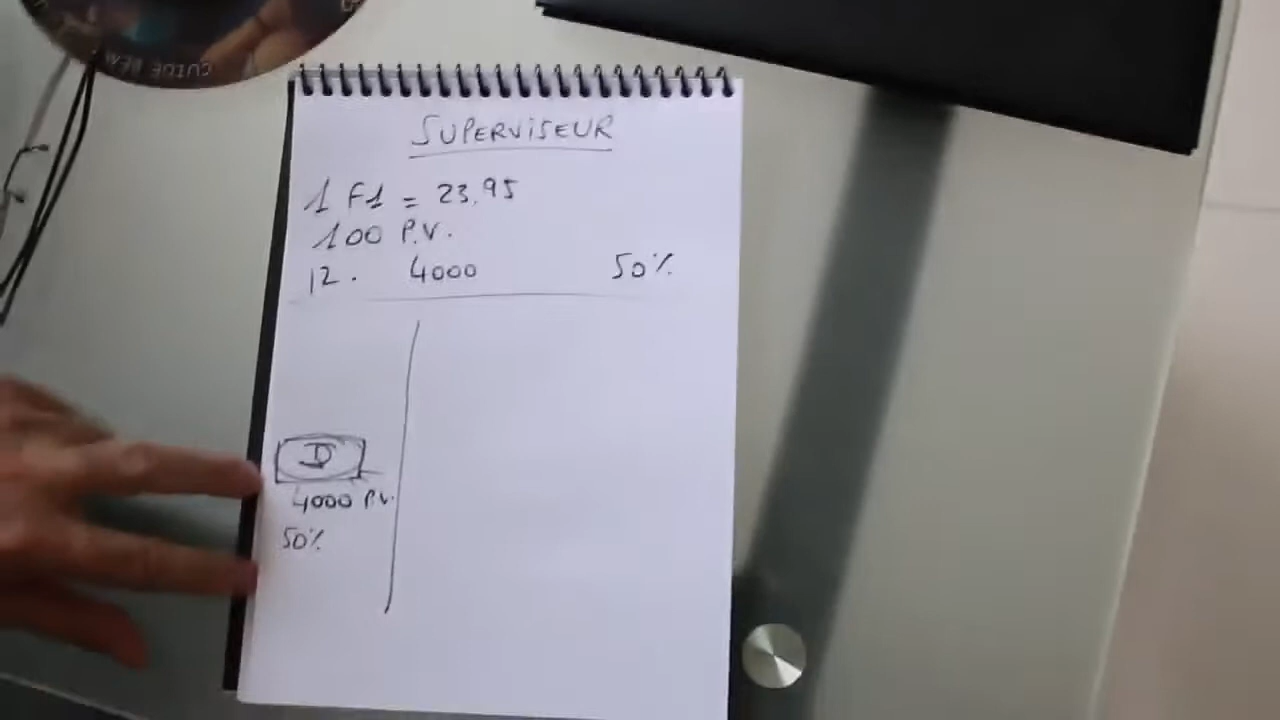 SUPERVISEUR
1 F1 = 23.95
100 P.V.
12. 4000 50%
D
4000 P.V.
50%